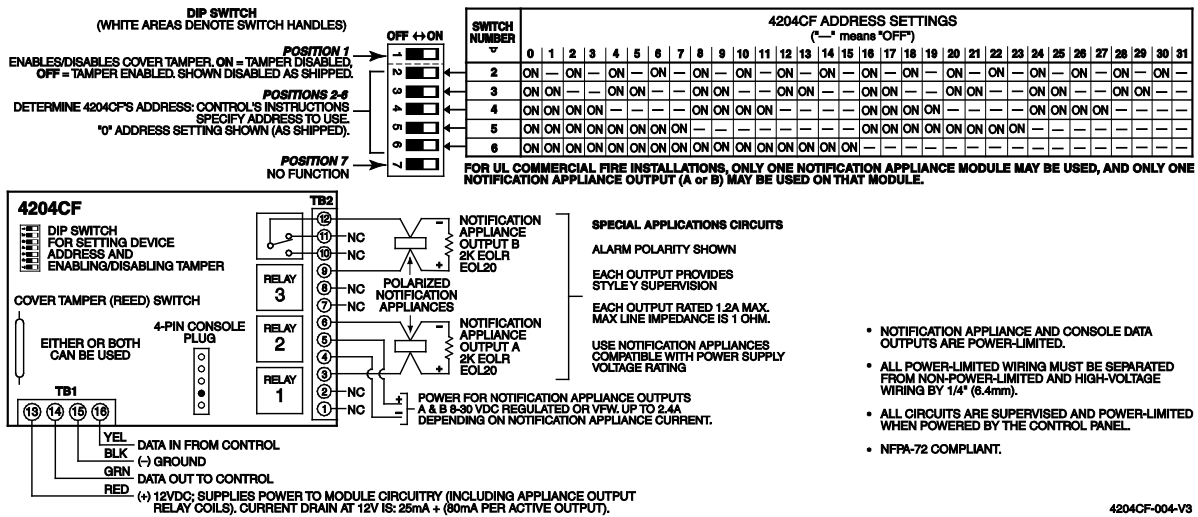 DIP SWITCH
(WHITE AREAS DENOTE SWITCH HANDLES)
OFF ↔ ON
POSITION 1
ENABLES/DISABLES COVER TAMPER. ON = TAMPER DISABLED,
OFF = TAMPER ENABLED. SHOWN DISABLED AS SHIPPED.
POSITIONS 2-6
DETERMINE 4204CF'S ADDRESS: CONTROL'S INSTRUCTIONS
SPECIFY ADDRESS TO USE.
"0" ADDRESS SETTING SHOWN (AS SHIPPED).
POSITION 7
NO FUNCTION
1
2
3
4
5
6
7
SWITCH NUMBER
4204CF ADDRESS SETTINGS
("—" means "OFF")
0 1 2 3 4 5 6 7 8 9 10 11 12 13 14 15 16 17 18 19 20 21 22 23 24 25 26 27 28 29 30 31
2 ON — ON — ON — ON — ON — ON — ON — ON — ON — ON — ON — ON — ON — ON — ON — ON —
3 ON ON — — ON ON — — ON ON — — ON ON — — ON ON — — ON ON — — ON ON — — ON ON — —
4 ON ON ON ON — — — — ON ON ON ON — — — — ON ON ON ON — — — — ON ON ON ON — — — —
5 ON ON ON ON ON ON ON ON — — — — — — — — ON ON ON ON ON ON ON ON — — — — — — — —
6 ON ON ON ON ON ON ON ON ON ON ON ON ON ON ON ON — — — — — — — — — — — — — — — —
FOR UL COMMERCIAL FIRE INSTALLATIONS, ONLY ONE NOTIFICATION APPLIANCE MODULE MAY BE USED, AND ONLY ONE
NOTIFICATION APPLIANCE OUTPUT (A or B) MAY BE USED ON THAT MODULE.
4204CF
DIP SWITCH
FOR SETTING DEVICE
ADDRESS AND
ENABLING/DISABLING TAMPER
COVER TAMPER (REED) SWITCH
EITHER OR BOTH
CAN BE USED
4-PIN CONSOLE
PLUG
RELAY
3
RELAY
2
RELAY
1
TB2
12
11 NC
10 NC
9
8 NC
7 NC
6
5
4
3
2 NC
1 NC
TB1
13 14 15 16
−
NOTIFICATION
APPLIANCE
OUTPUT B
2K EOLR
EOL20
+
POLARIZED
NOTIFICATION
APPLIANCES
−
NOTIFICATION
APPLIANCE
OUTPUT A
2K EOLR
EOL20
+
+
−
POWER FOR NOTIFICATION APPLIANCE OUTPUTS
A & B 8-30 VDC REGULATED OR VFW. UP TO 2.4A
DEPENDING ON NOTIFICATION APPLIANCE CURRENT.
SPECIAL APPLICATIONS CIRCUITS
ALARM POLARITY SHOWN
EACH OUTPUT PROVIDES
STYLE Y SUPERVISION
EACH OUTPUT RATED 1.2A MAX.
MAX LINE IMPEDANCE IS 1 OHM.
USE NOTIFICATION APPLIANCES
COMPATIBLE WITH POWER SUPPLY
VOLTAGE RATING
• NOTIFICATION APPLIANCE AND CONSOLE DATA
OUTPUTS ARE POWER-LIMITED.
• ALL POWER-LIMITED WIRING MUST BE SEPARATED
FROM NON-POWER-LIMITED AND HIGH-VOLTAGE
WIRING BY 1/4" (6.4mm).
• ALL CIRCUITS ARE SUPERVISED AND POWER-LIMITED
WHEN POWERED BY THE CONTROL PANEL.
• NFPA-72 COMPLIANT.
YEL DATA IN FROM CONTROL
BLK (−) GROUND
GRN DATA OUT TO CONTROL
RED (+) 12VDC; SUPPLIES POWER TO MODULE CIRCUITRY (INCLUDING APPLIANCE OUTPUT
RELAY COILS). CURRENT DRAIN AT 12V IS: 25mA + (80mA PER ACTIVE OUTPUT).
4204CF-004-V3